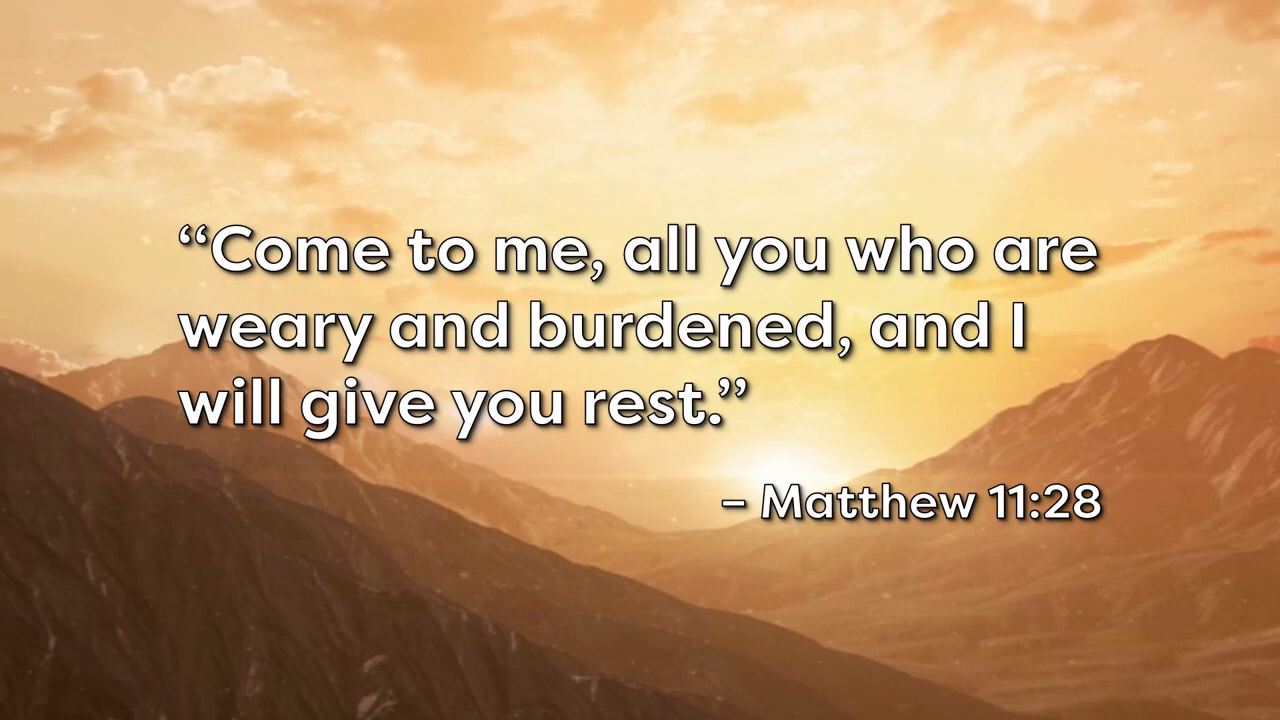 “Come to me, all you who are
weary and burdened, and I
will give you rest.”
– Matthew 11:28